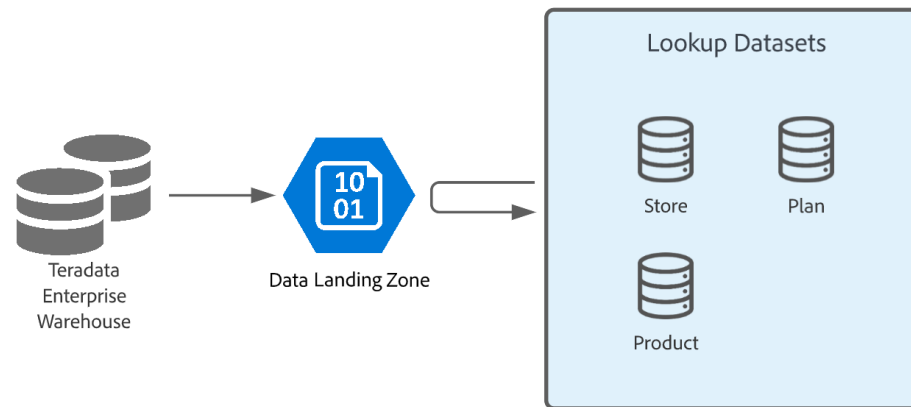 Lookup Datasets
10
01
Store
Plan
Teradata
Enterprise
Warehouse
Data Landing Zone
Product